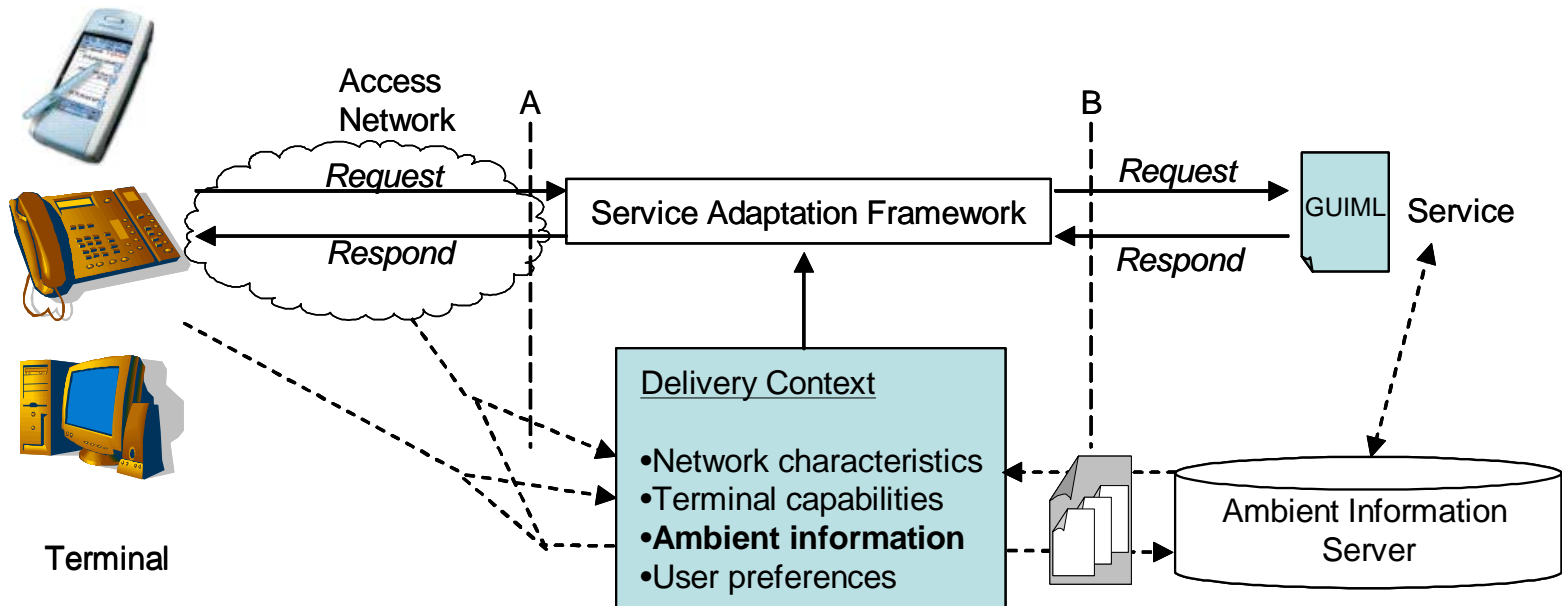 Access
Network
A
B
Request
Respond
Service Adaptation Framework
Request
Respond
GUIML
Service
Delivery Context
•Network characteristics
•Terminal capabilities
•Ambient information
•User preferences
Ambient Information
Server
Terminal